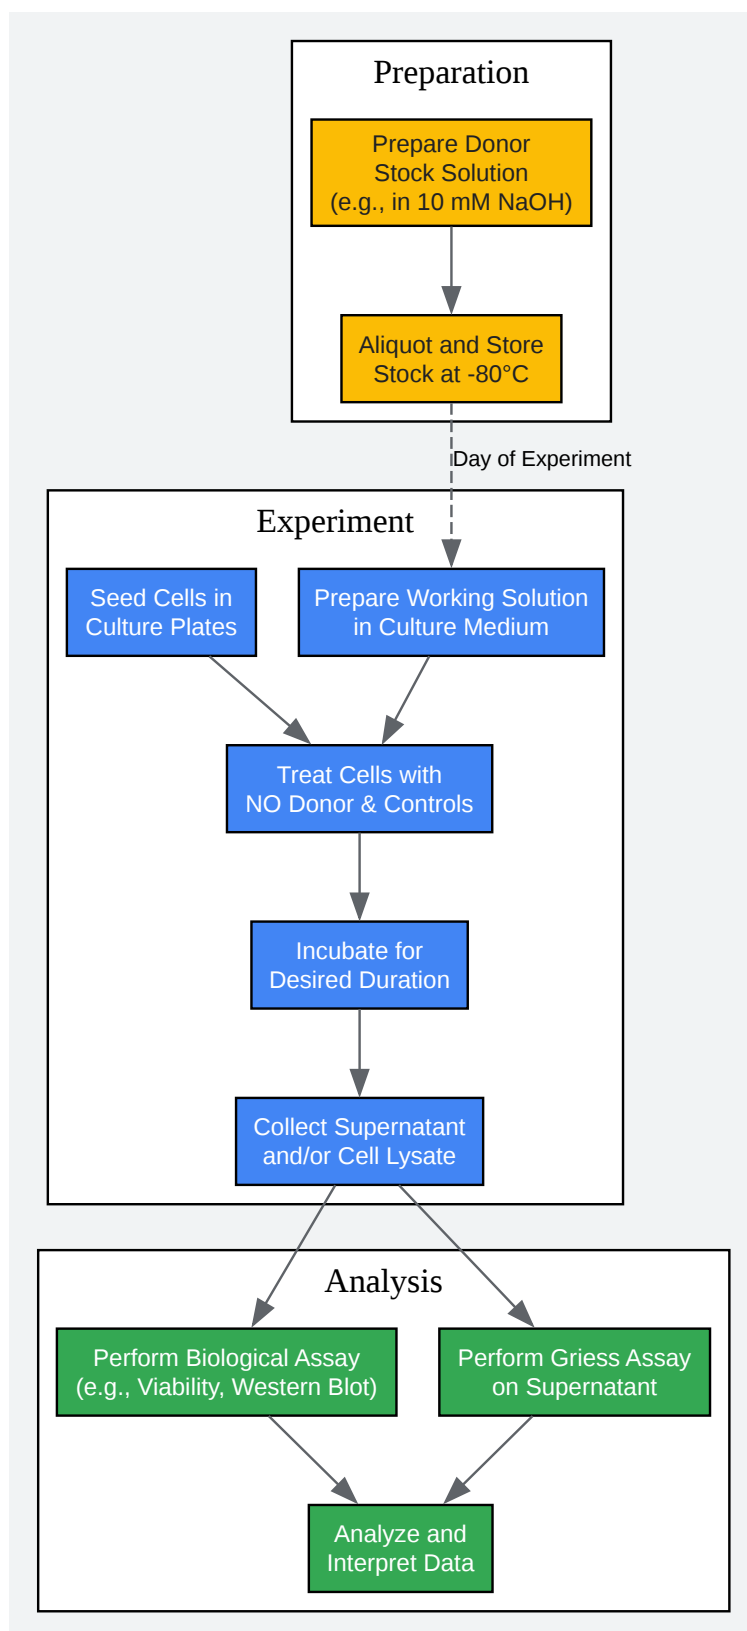 Preparation
Prepare Donor
Stock Solution
(e.g., in 10 mM NaOH)
Aliquot and Store
Stock at -80°C
Day of Experiment
Experiment
Seed Cells in
Culture Plates
Prepare Working Solution
in Culture Medium
Treat Cells with
NO Donor & Controls
Incubate for
Desired Duration
Collect Supernatant
and/or Cell Lysate
Analysis
Perform Biological Assay
(e.g., Viability, Western Blot)
Perform Griess Assay
on Supernatant
Analyze and
Interpret Data